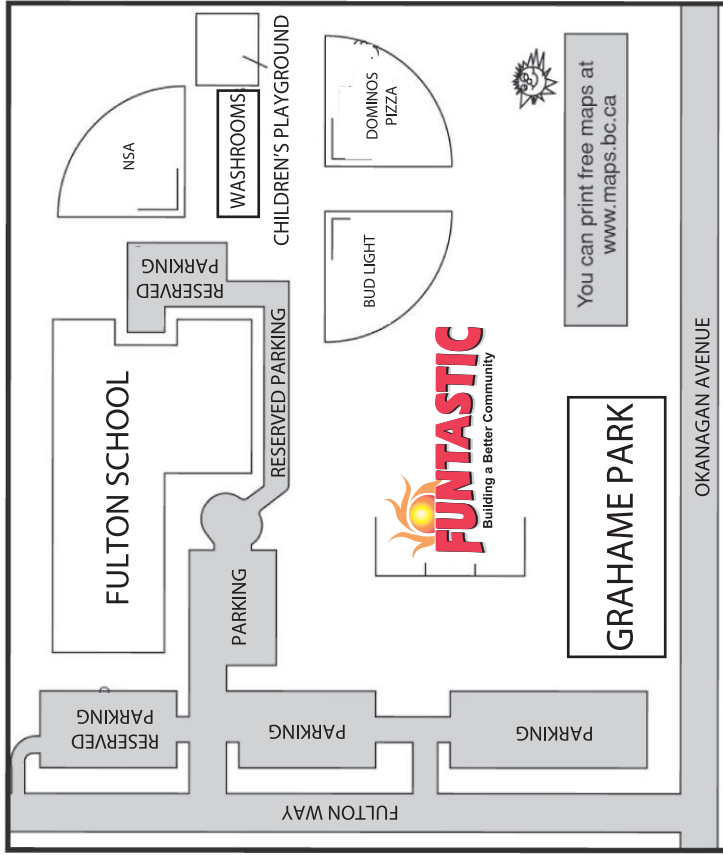 NSA
WASHROOMS
CHILDREN'S PLAYGROUND
DOMINOS
PIZZA
You can print free maps at
www.maps.bc.ca
RESERVED
PARKING
BUD LIGHT
FULTON SCHOOL
RESERVED PARKING
FUNTASTIC
Building a Better Community
GRAHAME PARK
OKANAGAN AVENUE
PARKING
RESERVED
PARKING
PARKING
PARKING
FULTON WAY